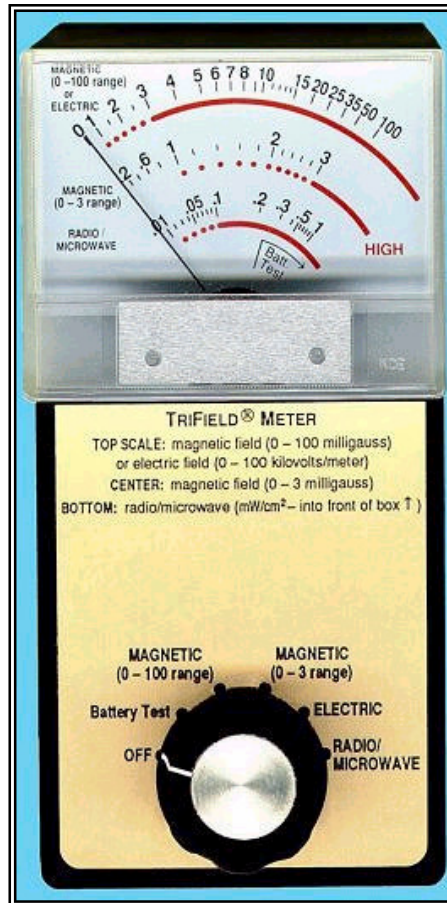 MAGNETIC
(0–100 range)
or
ELECTRIC
0 1 2 3 4 5 6 7 8 10 15 20 25 35 50 100
.2 .6 1 2 3
MAGNETIC
(0–3 range)
.01 .05 .1 .2 .3 .5 1
RADIO/
MICROWAVE
HIGH
Batt
Test
TRIFIELD® METER
TOP SCALE: magnetic field (0 – 100 milligauss)
or electric field (0 – 100 kilovolts/meter)
CENTER: magnetic field (0 – 3 milligauss)
BOTTOM: radio/microwave (mW/cm² – into front of box ↑ )
MAGNETIC
(0 – 100 range)
MAGNETIC
(0 – 3 range)
Battery Test
ELECTRIC
OFF
RADIO/
MICROWAVE